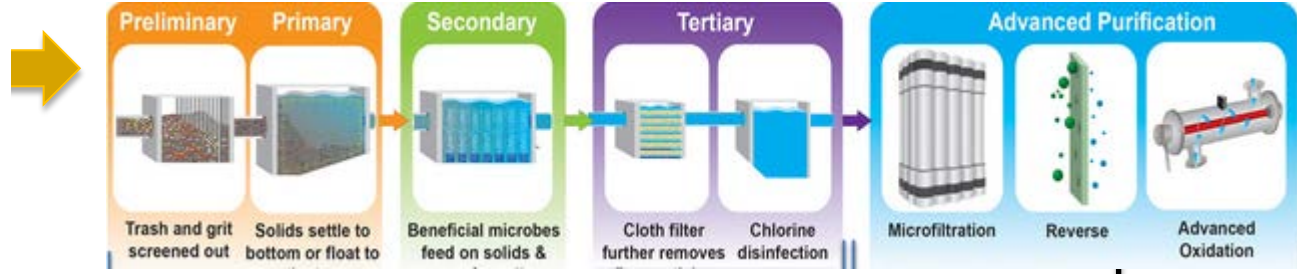 Preliminary
Primary
Secondary
Tertiary
Advanced Purification
Trash and grit
screened out
Solids settle to
bottom or float to
Beneficial microbes
feed on solids &
Cloth filter
further removes
Chlorine
disinfection
Microfiltration
Reverse
Advanced
Oxidation